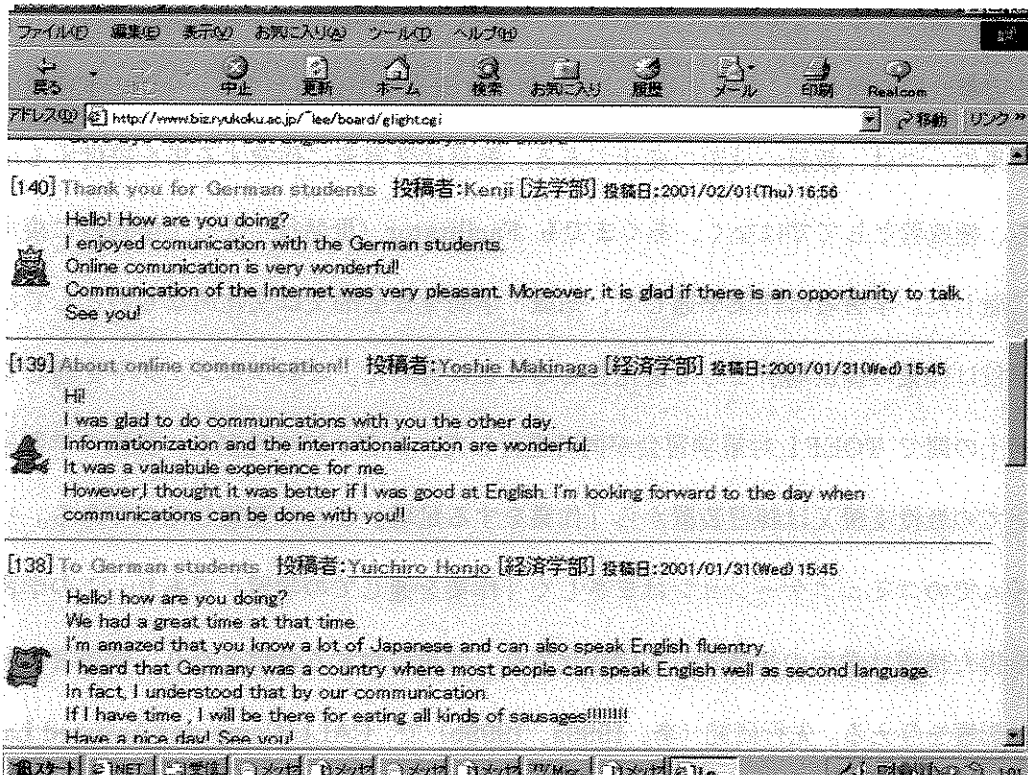 ファイル(F) 編集(E) 表示(V) お気に入り(A) ツール(T) ヘルプ(H)
戻る 中止 更新 ホーム 検索 お気に入り 履歴 メール 印刷 Realcom
アドレス(D) http://www.biz.ryukoku.ac.jp/~lee/board/glight.cgi 移動 リンク »
[140] Thank you for German students 投稿者:Kenji [法学部] 投稿日:2001/02/01(Thu) 16:56
Hello! How are you doing?
I enjoyed comunication with the German students.
Online comunication is very wonderful!
Communication of the Internet was very pleasant. Moreover, it is glad if there is an opportunity to talk.
See you!
[139] About online communication!! 投稿者:Yoshie Makinaga [経済学部] 投稿日:2001/01/31(Wed) 15:45
Hi!
I was glad to do communications with you the other day.
Informationization and the internationalization are wonderful.
It was a valuabule experience for me.
However,I thought it was better if I was good at English. I'm looking forward to the day when
communications can be done with you!!
[138] To German students 投稿者:Yuichiro Honjo [経済学部] 投稿日:2001/01/31(Wed) 15:45
Hello! how are you doing?
We had a great time at that time.
I'm amazed that you know a lot of Japanese and can also speak English fluentry.
I heard that Germany was a country where most people can speak English well as second language.
In fact, I understood that by our communication.
If I have time , I will be there for eating all kinds of sausages!!!!!!!!
Have a nice day! See you!
スタート